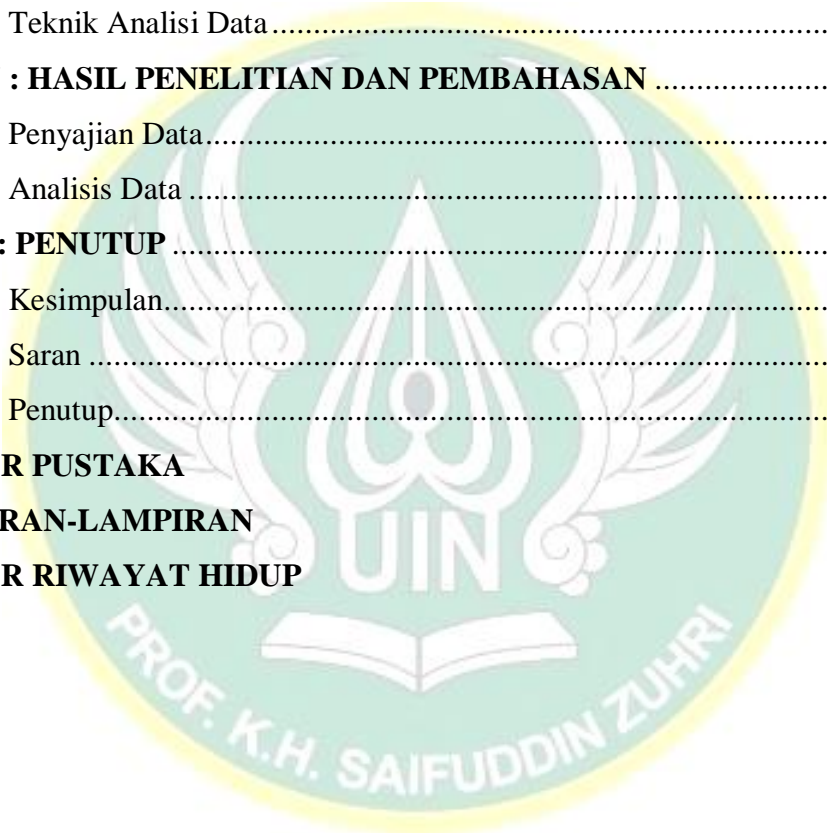 Teknik Analisi Data ........................................................................
: HASIL PENELITIAN DAN PEMBAHASAN ......................
Penyajian Data.................................................................................
Analisis Data ...................................................................................
: PENUTUP .....................................................................................
Kesimpulan......................................................................................
Saran ................................................................................................
Penutup............................................................................................
R PUSTAKA
RAN-LAMPIRAN
R RIWAYAT HIDUP
UIN
PROF. K.H. SAIFUDDIN ZUHRI